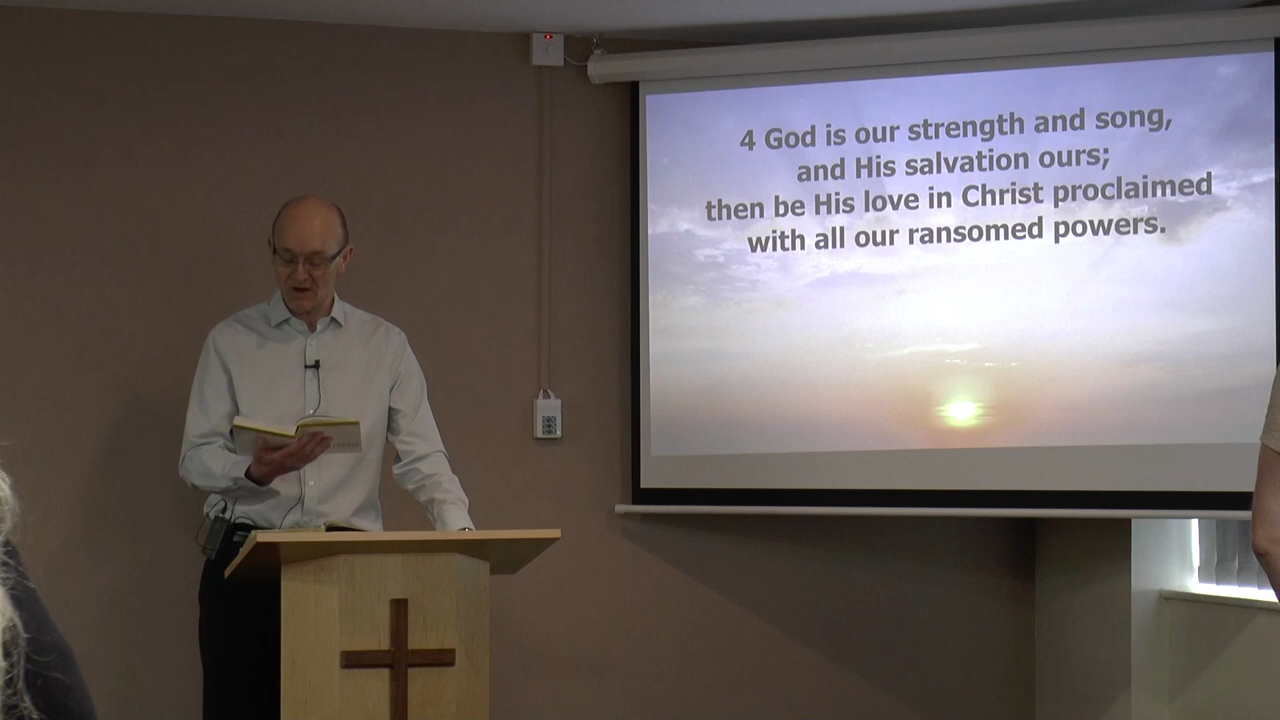 4 God is our strength and song,
and His salvation ours;
then be His love in Christ proclaimed
with all our ransomed powers.